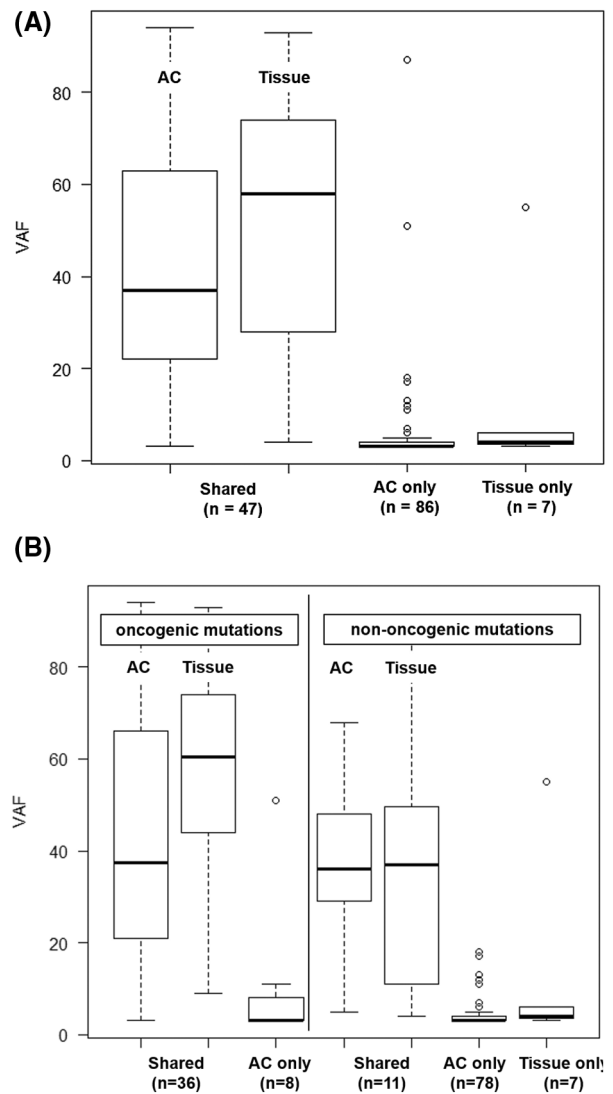 (A)
AC
Tissue
80
60
40
20
0
VAF
Shared
(n = 47)
AC only
(n = 86)
Tissue only
(n = 7)
(B)
oncogenic mutations
non-oncogenic mutations
AC
Tissue
AC
Tissue
80
60
40
20
0
VAF
Shared
(n=36)
AC only
(n=8)
Shared
(n=11)
AC only
(n=78)
Tissue only
(n=7)